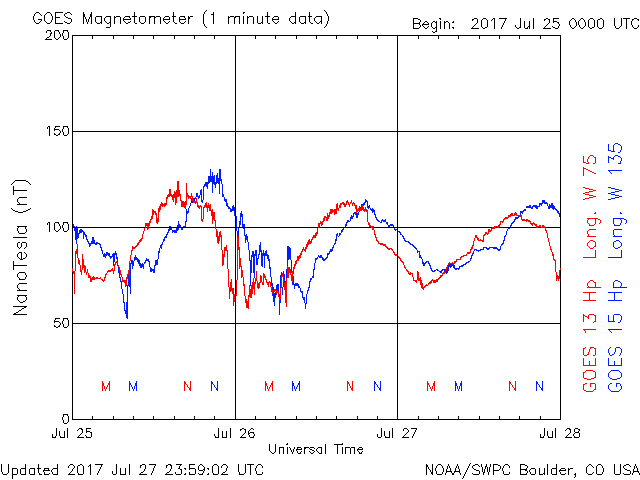 GOES Magnetometer (1 minute data)
Begin: 2017 Jul 25 0000 UTC
200
150
100
50
0
NanoTesla (nT)
M M N N M M N N M M N N
Jul 25 Jul 26 Jul 27 Jul 28
Universal Time
GOES 13 Hp Long. W 75
GOES 15 Hp Long. W 135
Updated 2017 Jul 27 23:59:02 UTC
NOAA/SWPC Boulder, CO USA